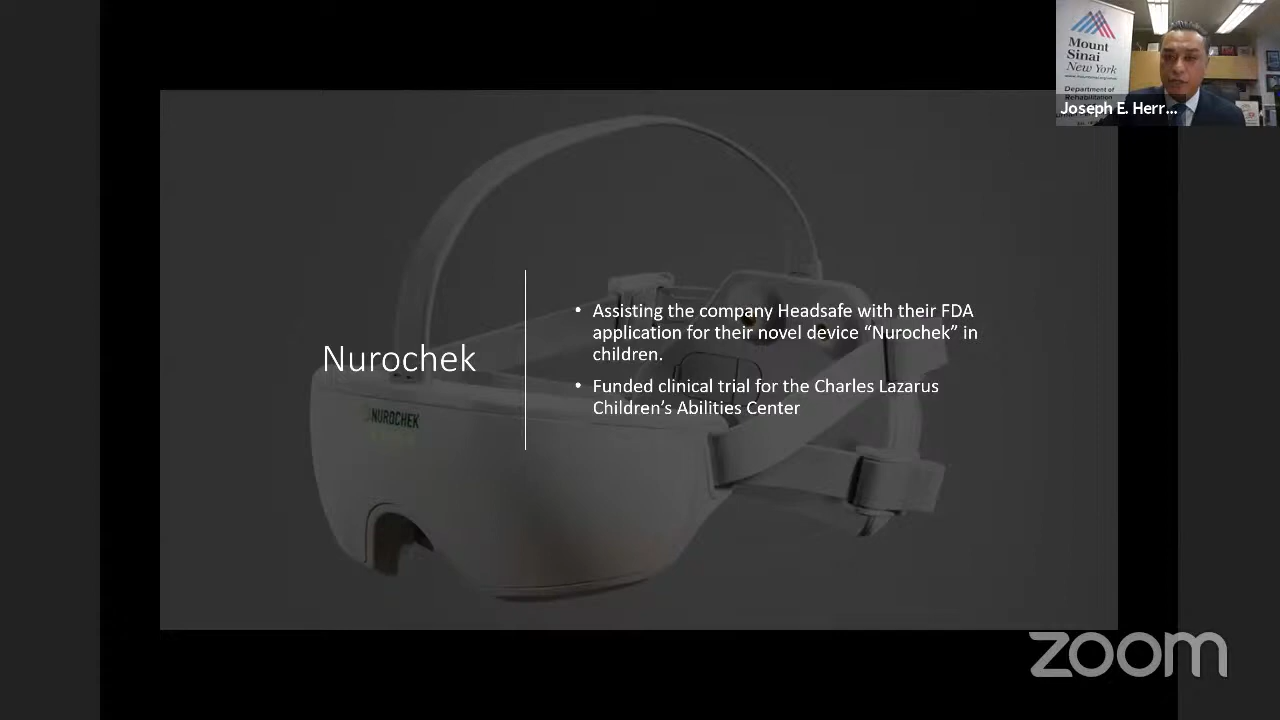 Mount
Sinai
New York
Department of
Rehabilitation
Joseph E. Herr...
Nurochek
• Assisting the company Headsafe with their FDA
application for their novel device “Nurochek” in
children.
• Funded clinical trial for the Charles Lazarus
Children’s Abilities Center
NUROCHEK
zoom